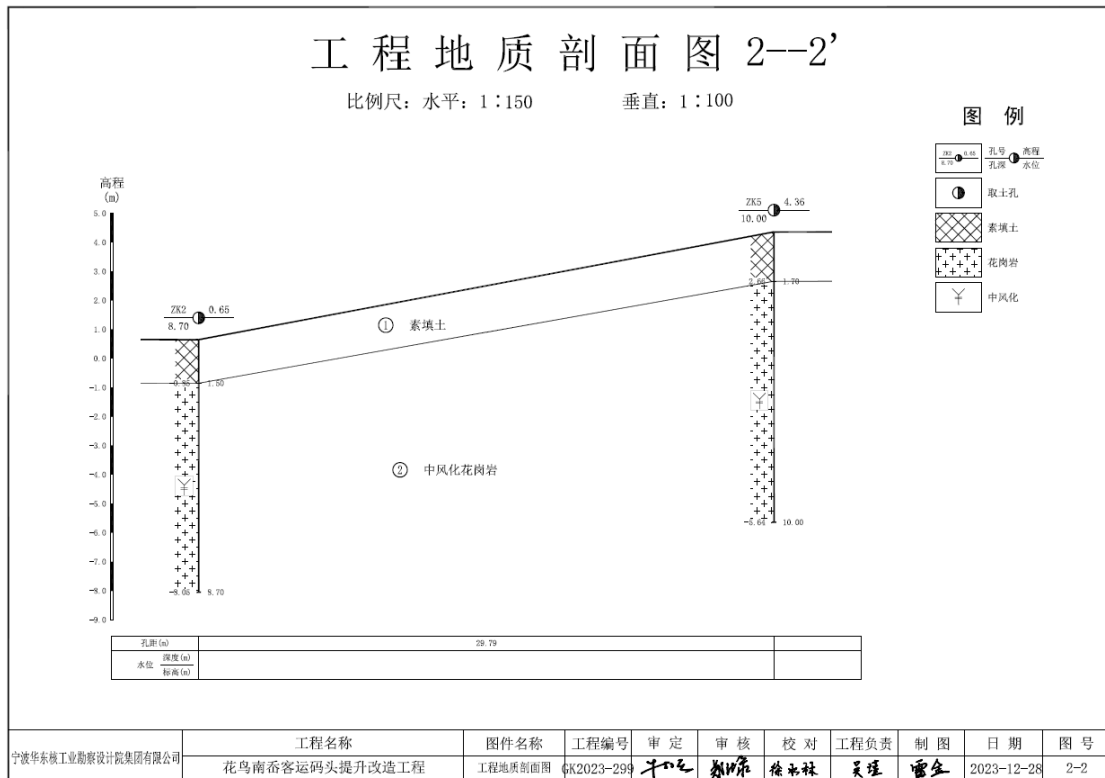 工程地质剖面图 2--2’
比例尺：水平：1：150 垂直：1：100
图 例
ZK2 0.65
8.70
孔号 高程
孔深 水位
取土孔
素填土
花岗岩
中风化
高程
(m)
5.0
4.0
3.0
2.0
1.0
0.0
-1.0
-2.0
-3.0
-4.0
-5.0
-6.0
-7.0
-8.0
-9.0
ZK2 0.65
8.70
-0.85 1.50
-8.05 8.70
ZK5 4.36
10.00
2.66 1.70
-5.64 10.00
① 素填土
② 中风化花岗岩
孔距(m) 29.79
水位 深度(m)
标高(m)
宁波华东核工业勘察设计院集团有限公司
工程名称 图件名称 工程编号 审 定 审 核 校 对 工程负责 制 图 日 期 图 号
花鸟南岙客运码头提升改造工程 工程地质剖面图 GK2023-299 2023-12-28 2-2